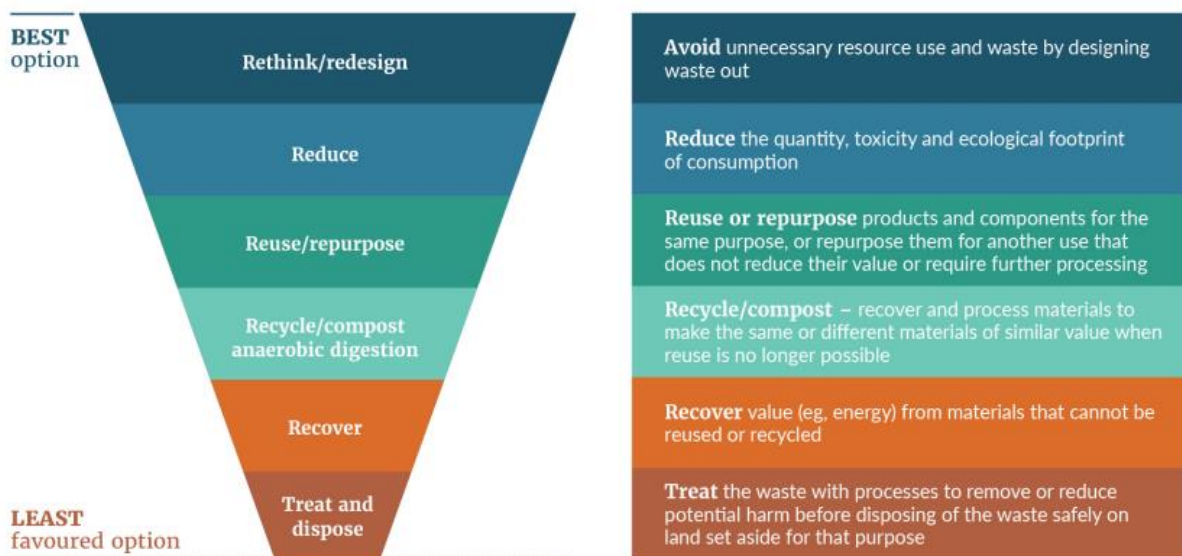 BEST
option
Rethink/redesign
Avoid unnecessary resource use and waste by designing
waste out
Reduce
Reduce the quantity, toxicity and ecological footprint
of consumption
Reuse/repurpose
Reuse or repurpose products and components for the
same purpose, or repurpose them for another use that
does not reduce their value or require further processing
Recycle/compost
anaerobic digestion
Recycle/compost – recover and process materials to
make the same or different materials of similar value when
reuse is no longer possible
Recover
Recover value (eg, energy) from materials that cannot be
reused or recycled
LEAST
favoured option
Treat and
dispose
Treat the waste with processes to remove or reduce
potential harm before disposing of the waste safely on
land set aside for that purpose